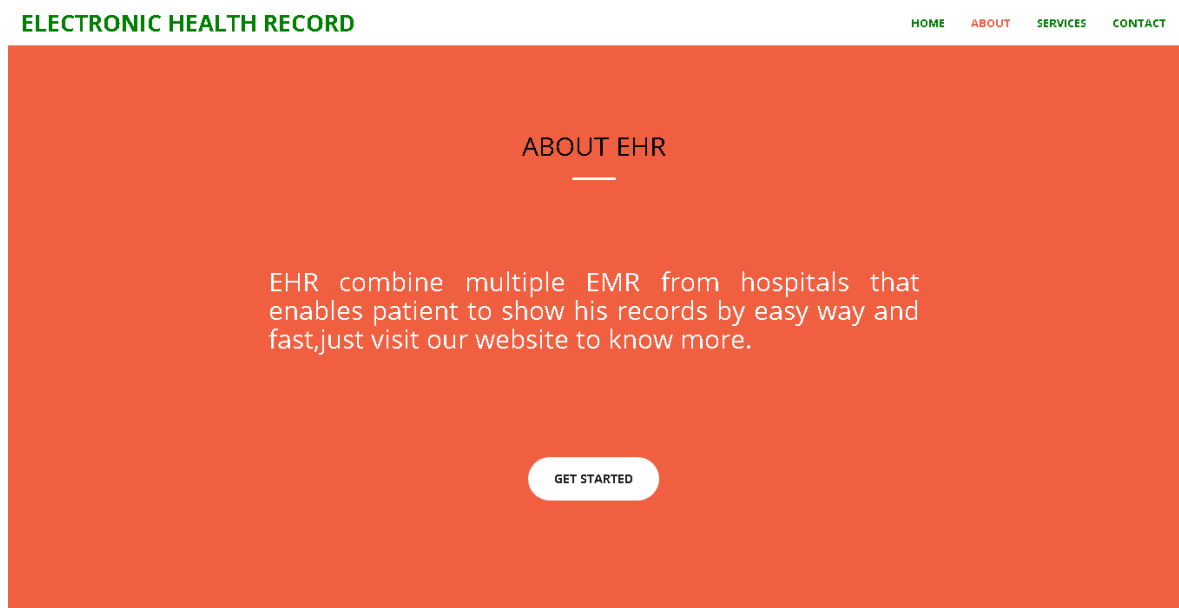 ELECTRONIC HEALTH RECORD
HOME ABOUT SERVICES CONTACT
ABOUT EHR
EHR combine multiple EMR from hospitals that
enables patient to show his records by easy way and
fast,just visit our website to know more.
GET STARTED